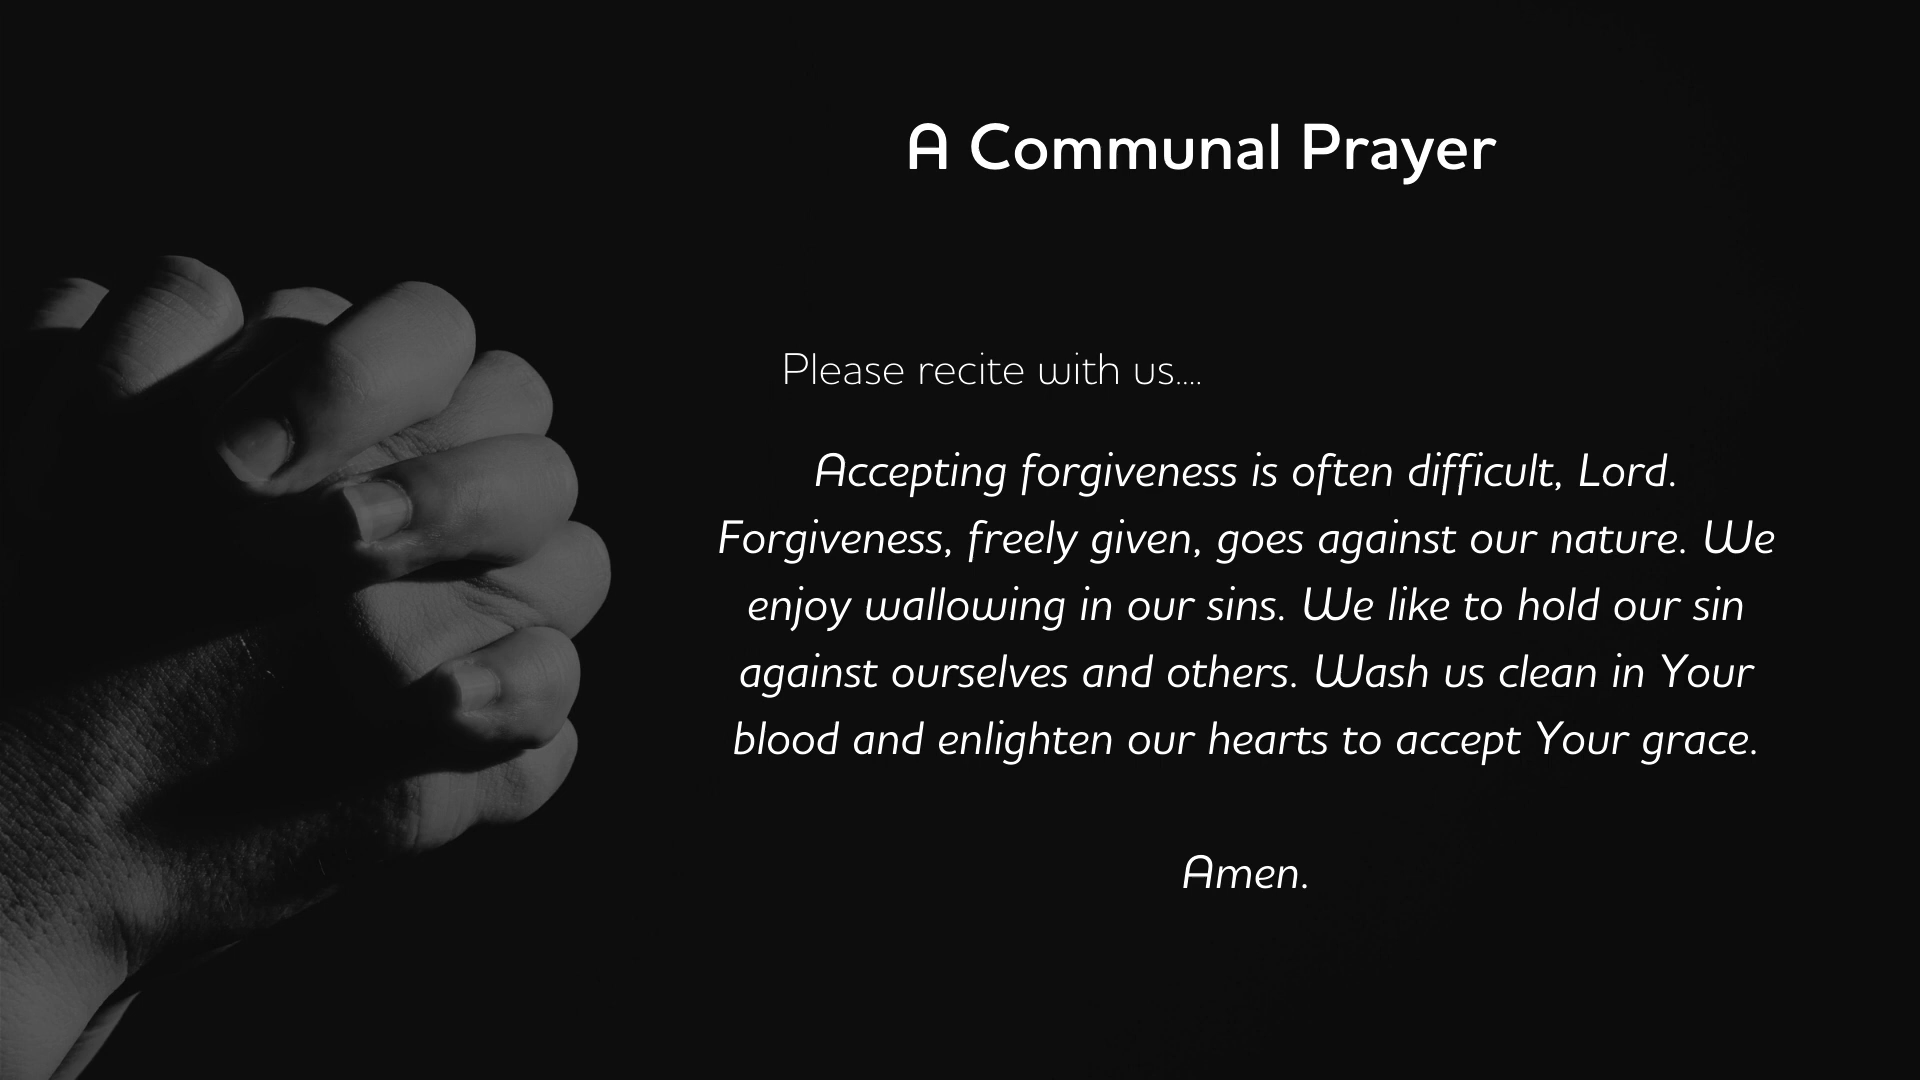 A Communal Prayer
Please recite with us....
Accepting forgiveness is often difficult, Lord.
Forgiveness, freely given, goes against our nature. We
enjoy wallowing in our sins. We like to hold our sin
against ourselves and others. Wash us clean in Your
blood and enlighten our hearts to accept Your grace.
Amen.